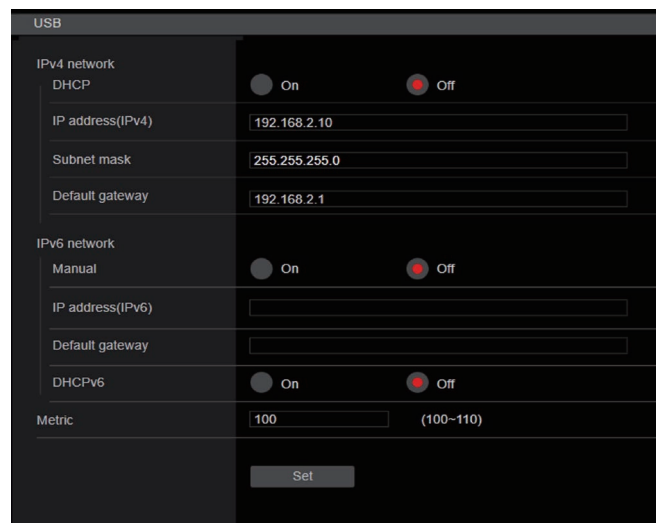 USB
IPv4 network
DHCP On Off
IP address(IPv4) 192.168.2.10
Subnet mask 255.255.255.0
Default gateway 192.168.2.1
IPv6 network
Manual On Off
IP address(IPv6)
Default gateway
DHCPv6 On Off
Metric 100 (100~110)
Set